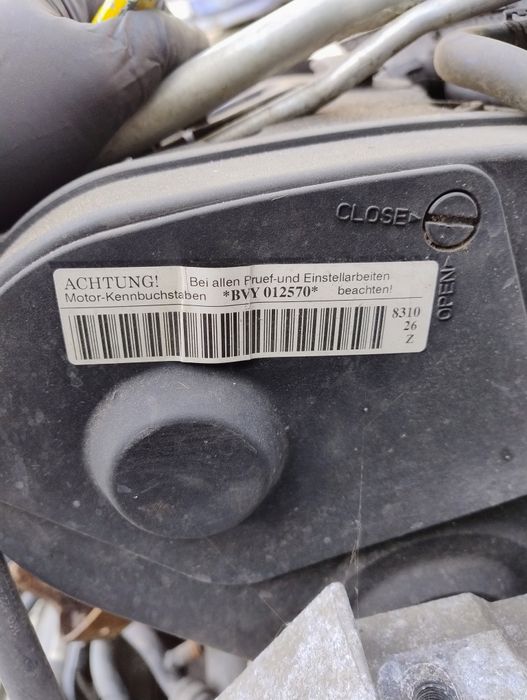 CLOSE
OPEN
ACHTUNG! Bei allen Pruef-und Einstellarbeiten
Motor-Kennbuchstaben *BVY 012570* beachten!
8310
26
Z